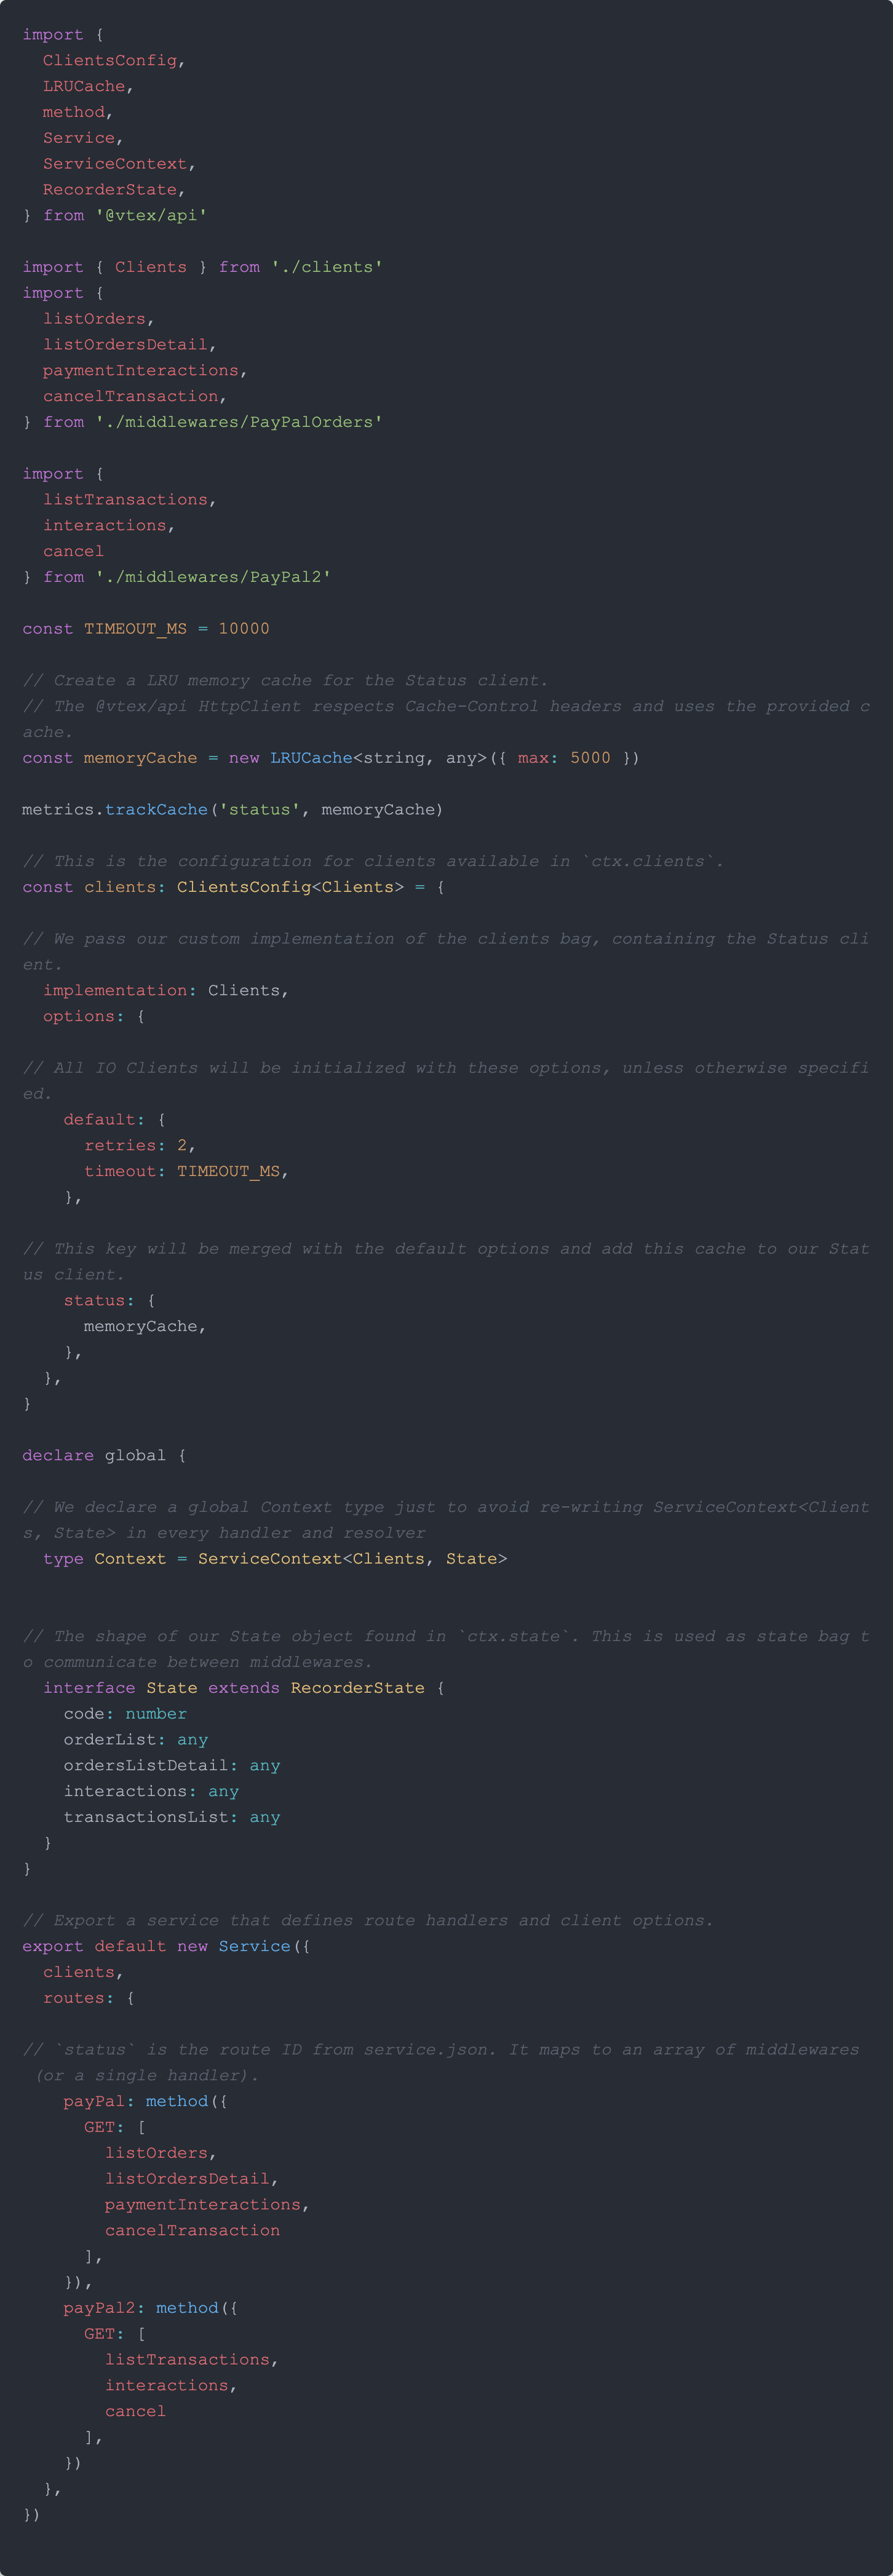 import {
  ClientsConfig,
  LRUCache,
  method,
  Service,
  ServiceContext,
  RecorderState,
} from '@vtex/api'

import { Clients } from './clients'
import {
  listOrders,
  listOrdersDetail,
  paymentInteractions,
  cancelTransaction,
} from './middlewares/PayPalOrders'

import {
  listTransactions,
  interactions,
  cancel
} from './middlewares/PayPal2'

const TIMEOUT_MS = 10000

// Create a LRU memory cache for the Status client.
// The @vtex/api HttpClient respects Cache-Control headers and uses the provided c
ache.
const memoryCache = new LRUCache<string, any>({ max: 5000 })

metrics.trackCache('status', memoryCache)

// This is the configuration for clients available in `ctx.clients`.
const clients: ClientsConfig<Clients> = {

// We pass our custom implementation of the clients bag, containing the Status cli
ent.
  implementation: Clients,
  options: {

// All IO Clients will be initialized with these options, unless otherwise specifi
ed.
    default: {
      retries: 2,
      timeout: TIMEOUT_MS,
    },

// This key will be merged with the default options and add this cache to our Stat
us client.
    status: {
      memoryCache,
    },
  },
}

declare global {

// We declare a global Context type just to avoid re-writing ServiceContext<Client
s, State> in every handler and resolver
  type Context = ServiceContext<Clients, State>


// The shape of our State object found in `ctx.state`. This is used as state bag t
o communicate between middlewares.
  interface State extends RecorderState {
    code: number
    orderList: any
    ordersListDetail: any
    interactions: any
    transactionsList: any
  }
}

// Export a service that defines route handlers and client options.
export default new Service({
  clients,
  routes: {

// `status` is the route ID from service.json. It maps to an array of middlewares
 (or a single handler).
    payPal: method({
      GET: [
        listOrders,
        listOrdersDetail,
        paymentInteractions,
        cancelTransaction
      ],
    }),
    payPal2: method({
      GET: [
        listTransactions,
        interactions,
        cancel
      ],
    })
  },
})